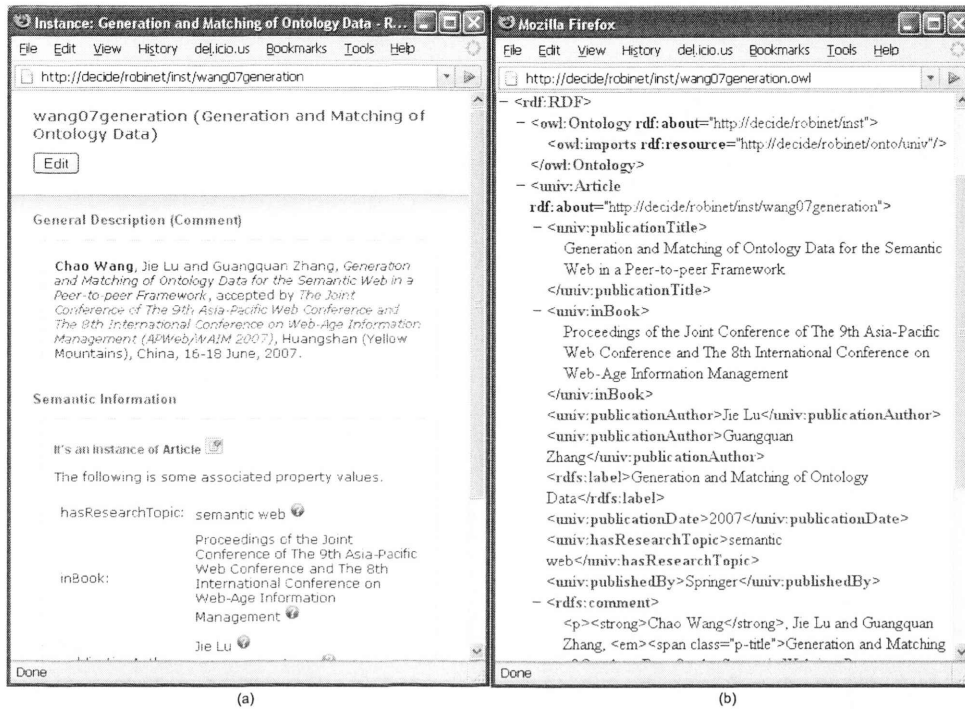 Instance: Generation and Matching of Ontology Data - R...
File Edit View History del.icio.us Bookmarks Tools Help
http://decide/robinet/inst/wang07generation
wang07generation (Generation and Matching of
Ontology Data)
Edit
General Description (Comment)
Chao Wang, Jie Lu and Guangquan Zhang, Generation
and Matching of Ontology Data for the Semantic Web in a
Peer-to-peer Framework, accepted by The Joint
Conference of The 9th Asia-Pacific Web Conference and
The 8th International Conference on Web-Age Information
Management (APWeb/WAIM 2007), Huangshan (Yellow
Mountains), China, 16-18 June, 2007.
Semantic Information
It's an instance of Article
The following is some associated property values.
hasResearchTopic: semantic web
inBook:
Proceedings of the Joint
Conference of The 9th Asia-Pacific
Web Conference and The 8th
International Conference on
Web-Age Information
Management
Jie Lu
Done
(a)
Mozilla Firefox
File Edit View History del.icio.us Bookmarks Tools Help
http://decide/robinet/inst/wang07generation.owl
− <rdf:RDF>
− <owl:Ontology rdf:about="http://decide/robinet/inst">
<owl:imports rdf:resource="http://decide/robinet/onto/univ"/>
</owl:Ontology>
− <univ:Article
rdf:about="http://decide/robinet/inst/wang07generation">
− <univ:publicationTitle>
Generation and Matching of Ontology Data for the Semantic
Web in a Peer-to-peer Framework
</univ:publicationTitle>
− <univ:inBook>
Proceedings of the Joint Conference of The 9th Asia-Pacific
Web Conference and The 8th International Conference on
Web-Age Information Management
</univ:inBook>
<univ:publicationAuthor>Jie Lu</univ:publicationAuthor>
<univ:publicationAuthor>Guangquan
Zhang</univ:publicationAuthor>
<rdfs:label>Generation and Matching of Ontology
Data</rdfs:label>
<univ:publicationDate>2007</univ:publicationDate>
<univ:hasResearchTopic>semantic
web</univ:hasResearchTopic>
<univ:publishedBy>Springer</univ:publishedBy>
− <rdfs:comment>
<p><strong>Chao Wang</strong>, Jie Lu and Guangquan
Zhang, <em><span class="p-title">Generation and Matching
Done
(b)